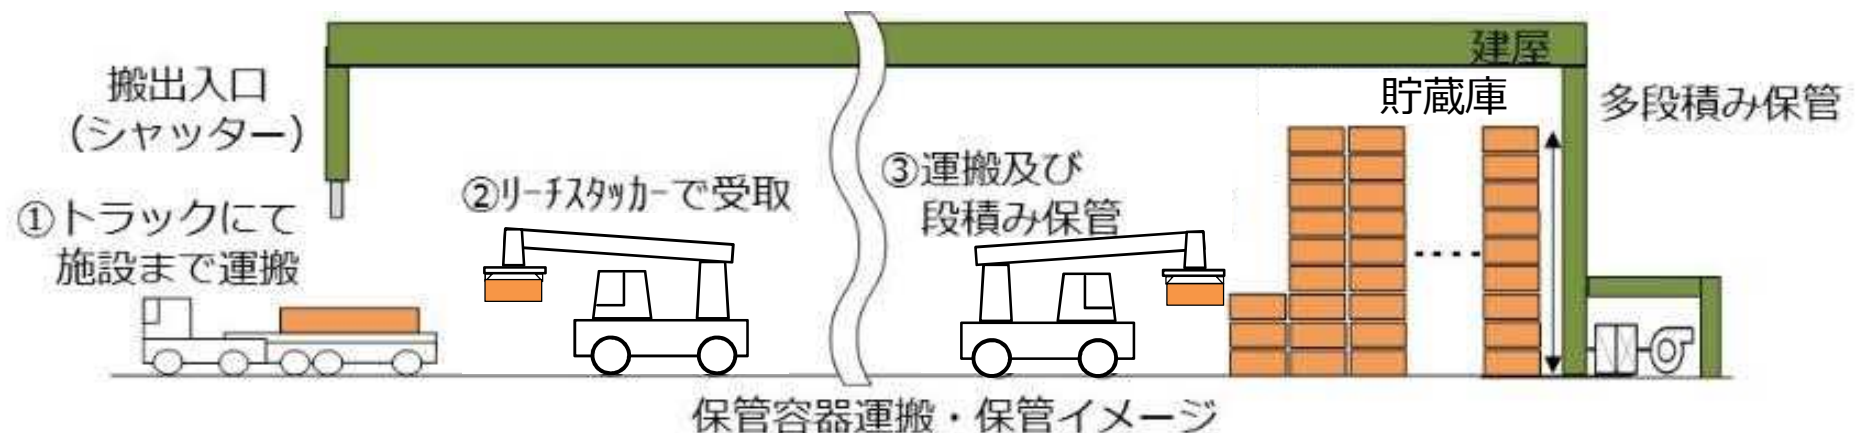 建屋
搬出入口
(シャッター)
貯蔵庫
多段積み保管
①トラックにて
施設まで運搬
②ﾘｰﾁｽﾀｯｶｰで受取
③運搬及び
段積み保管
保管容器運搬・保管イメージ